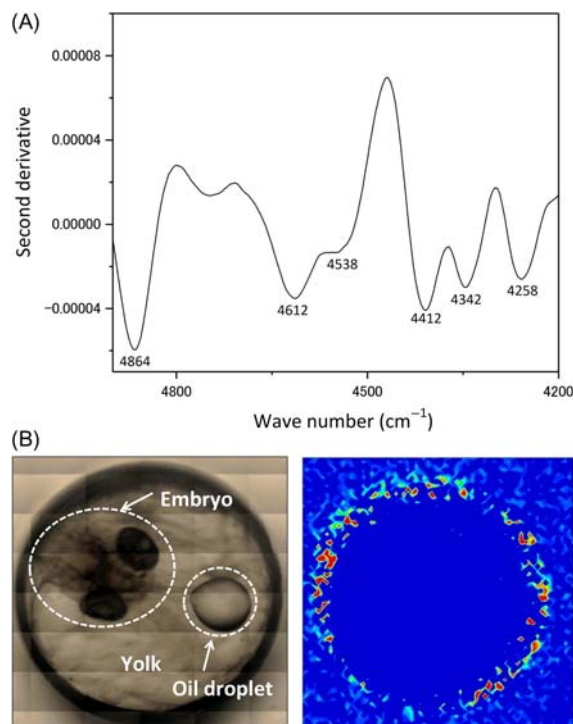 (A)
0.00008
0.00004
0.00000
−0.00004
Second derivative
4864
4612
4538
4412
4342
4258
4800
4500
4200
Wave number (cm⁻¹)
(B)
Embryo
Yolk
Oil droplet